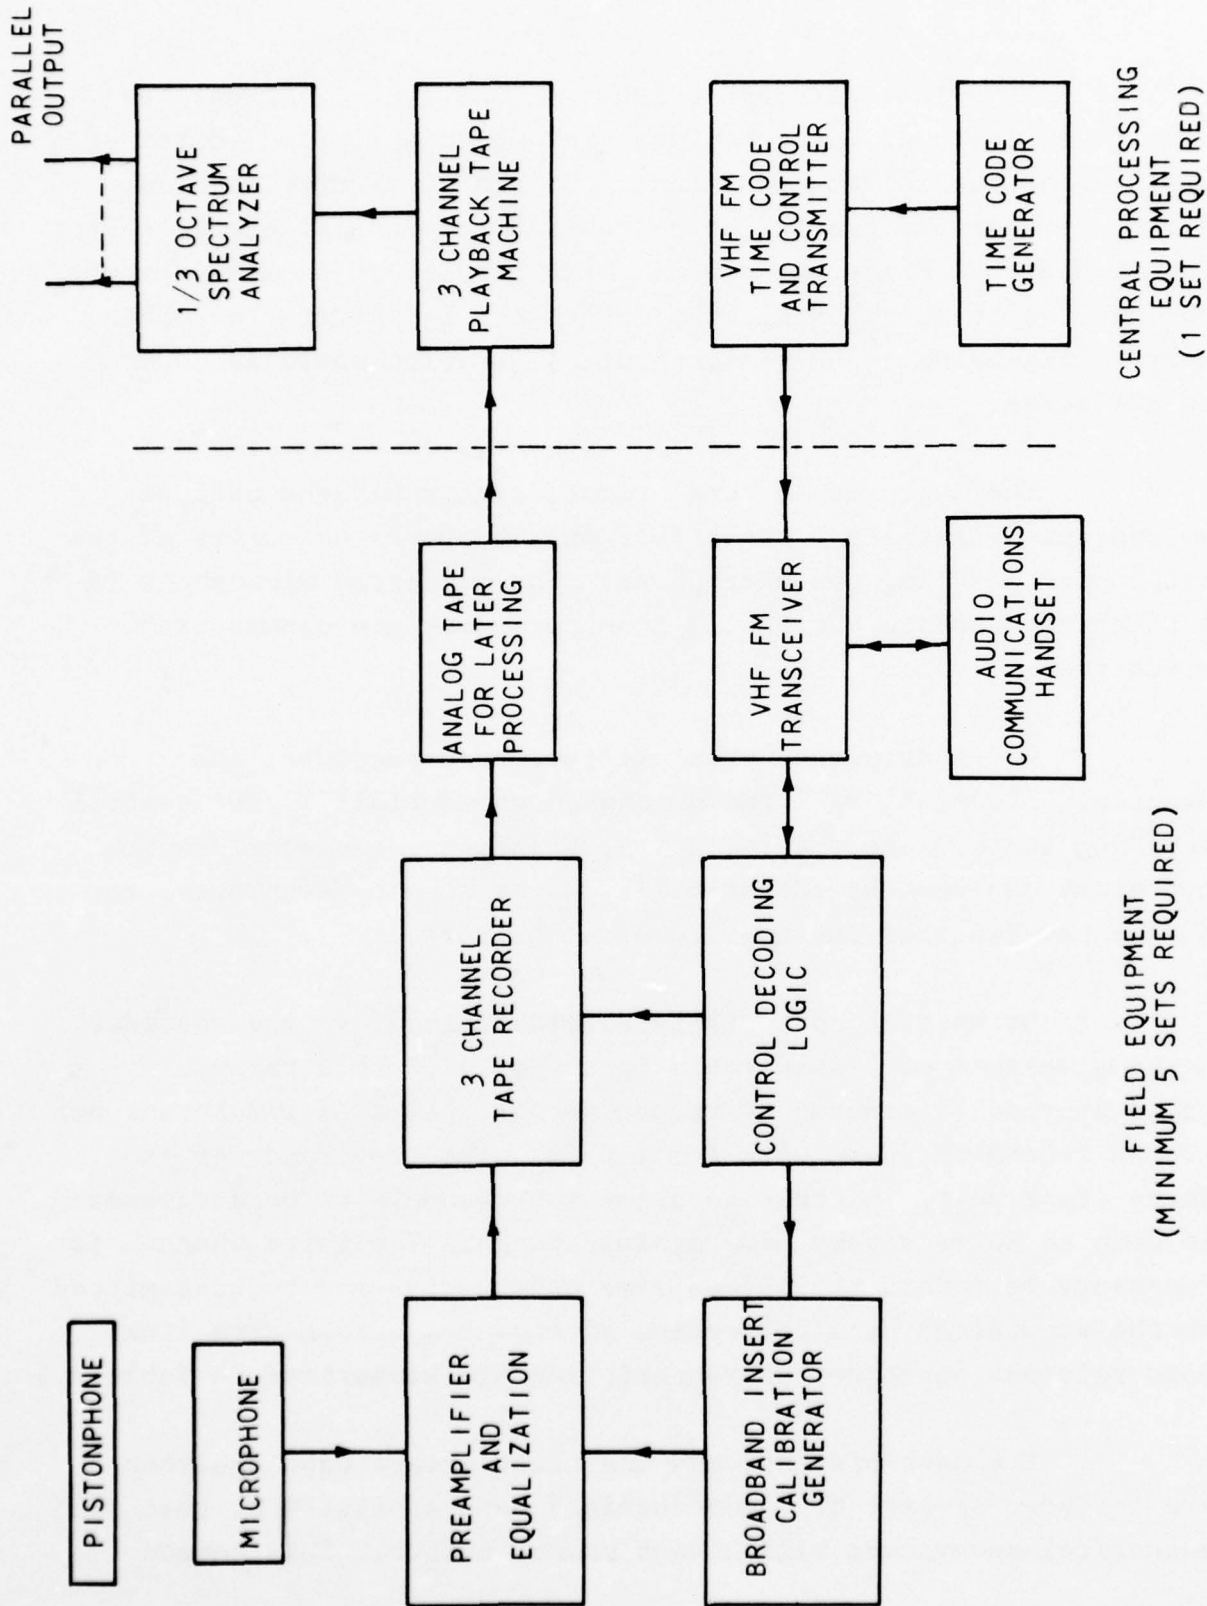 PISTONPHONE
MICROPHONE
PREAMPLIFIER
AND
EQUALIZATION
BROADBAND INSERT
CALIBRATION
GENERATOR
3 CHANNEL
TAPE RECORDER
CONTROL DECODING
LOGIC
ANALOG TAPE
FOR LATER
PROCESSING
VHF FM
TRANSCEIVER
AUDIO
COMMUNICATIONS
HANDSET
FIELD EQUIPMENT
(MINIMUM 5 SETS REQUIRED)
PARALLEL
OUTPUT
1/3 OCTAVE
SPECTRUM
ANALYZER
3 CHANNEL
PLAYBACK TAPE
MACHINE
VHF FM
TIME CODE
AND CONTROL
TRANSMITTER
TIME CODE
GENERATOR
CENTRAL PROCESSING
EQUIPMENT
(1 SET REQUIRED)